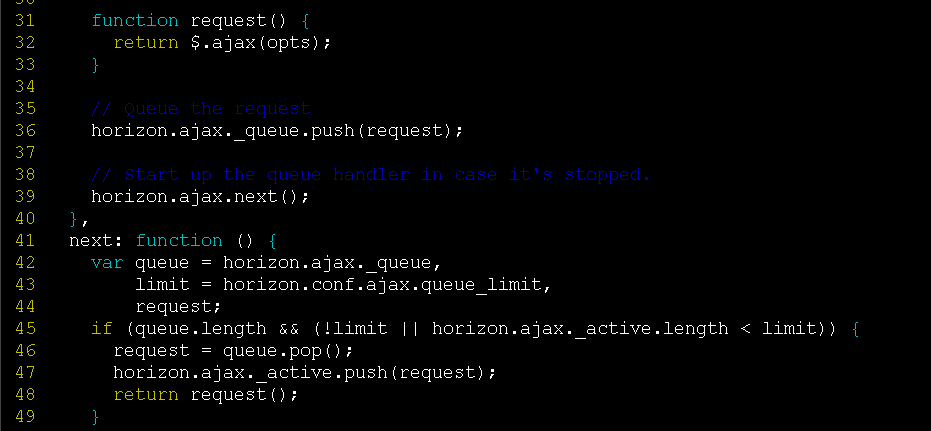 31 function request() {
32 return $.ajax(opts);
33 }
34
35 // Queue the request
36 horizon.ajax._queue.push(request);
37
38 // Start up the queue handler in case it's stopped.
39 horizon.ajax.next();
40 },
41 next: function () {
42 var queue = horizon.ajax._queue,
43 limit = horizon.conf.ajax.queue_limit,
44 request;
45 if (queue.length && (!limit || horizon.ajax._active.length < limit)) {
46 request = queue.pop();
47 horizon.ajax._active.push(request);
48 return request();
49 }